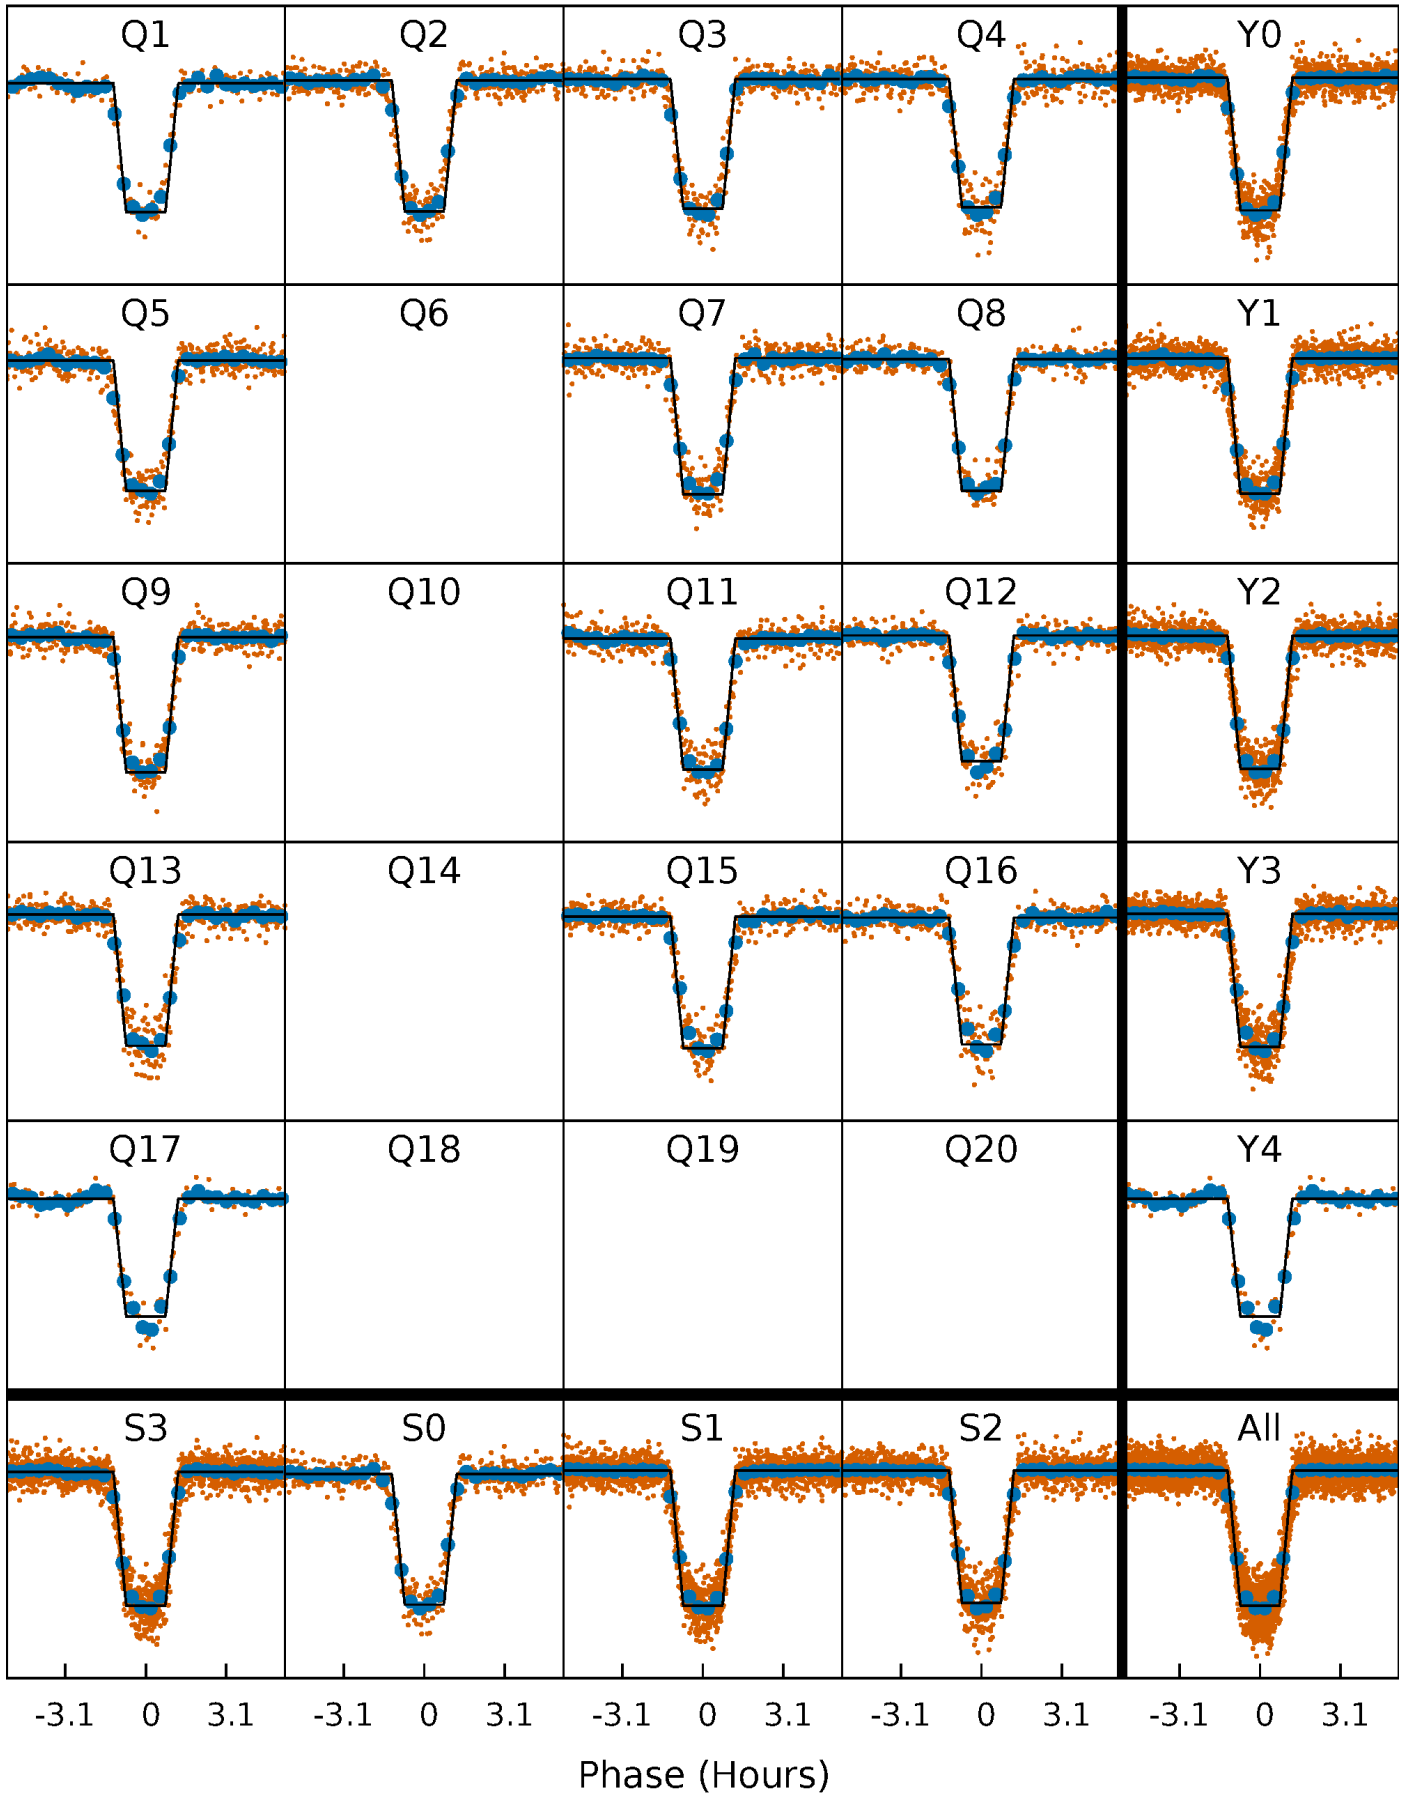 Q1 Q2 Q3 Q4 Y0
Q5 Q6 Q7 Q8 Y1
Q9 Q10 Q11 Q12 Y2
Q13 Q14 Q15 Q16 Y3
Q17 Q18 Q19 Q20 Y4
S3 S0 S1 S2 All
-3.1 0 3.1 -3.1 0 3.1 -3.1 0 3.1 -3.1 0 3.1 -3.1 0 3.1
Phase (Hours)